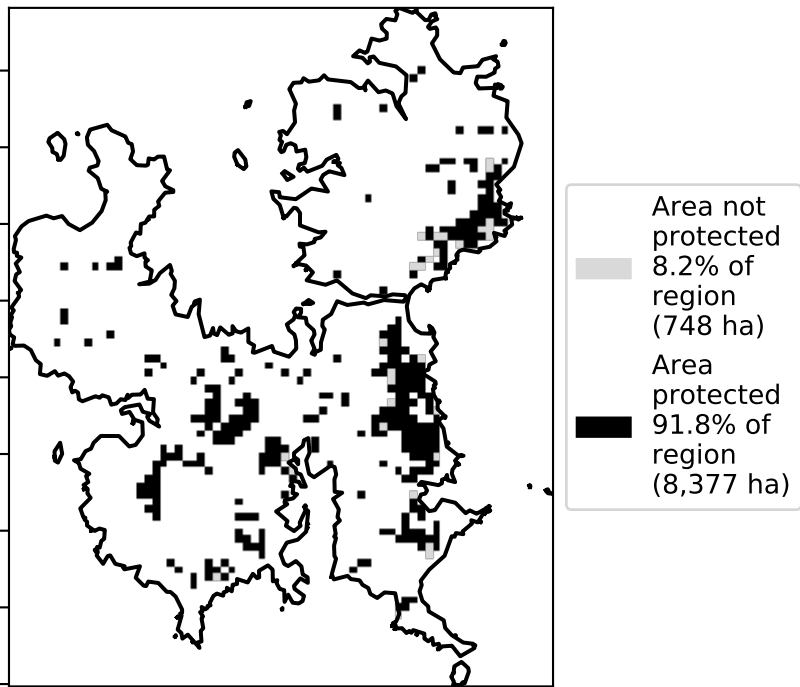 Area not
protected
8.2% of
region
(748 ha)
Area
protected
91.8% of
region
(8,377 ha)